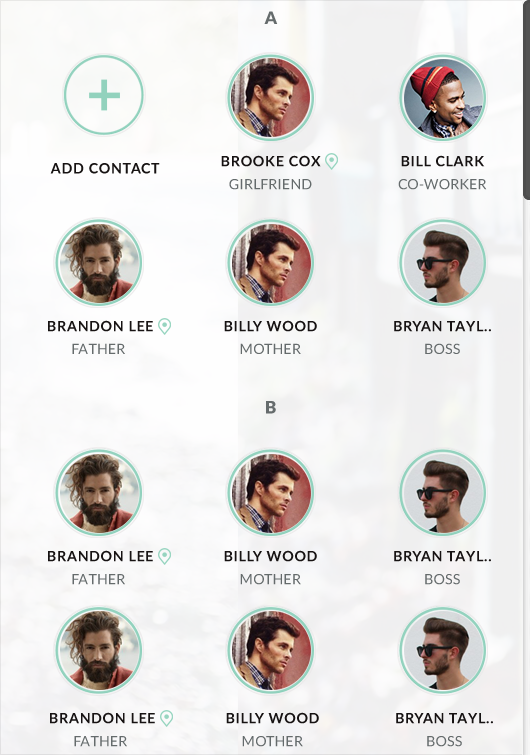 A
ADD CONTACT
BROOKE COX
GIRLFRIEND
BILL CLARK
CO-WORKER
BRANDON LEE
FATHER
BILLY WOOD
MOTHER
BRYAN TAYL..
BOSS
B
BRANDON LEE
FATHER
BILLY WOOD
MOTHER
BRYAN TAYL..
BOSS
BRANDON LEE
FATHER
BILLY WOOD
MOTHER
BRYAN TAYL..
BOSS